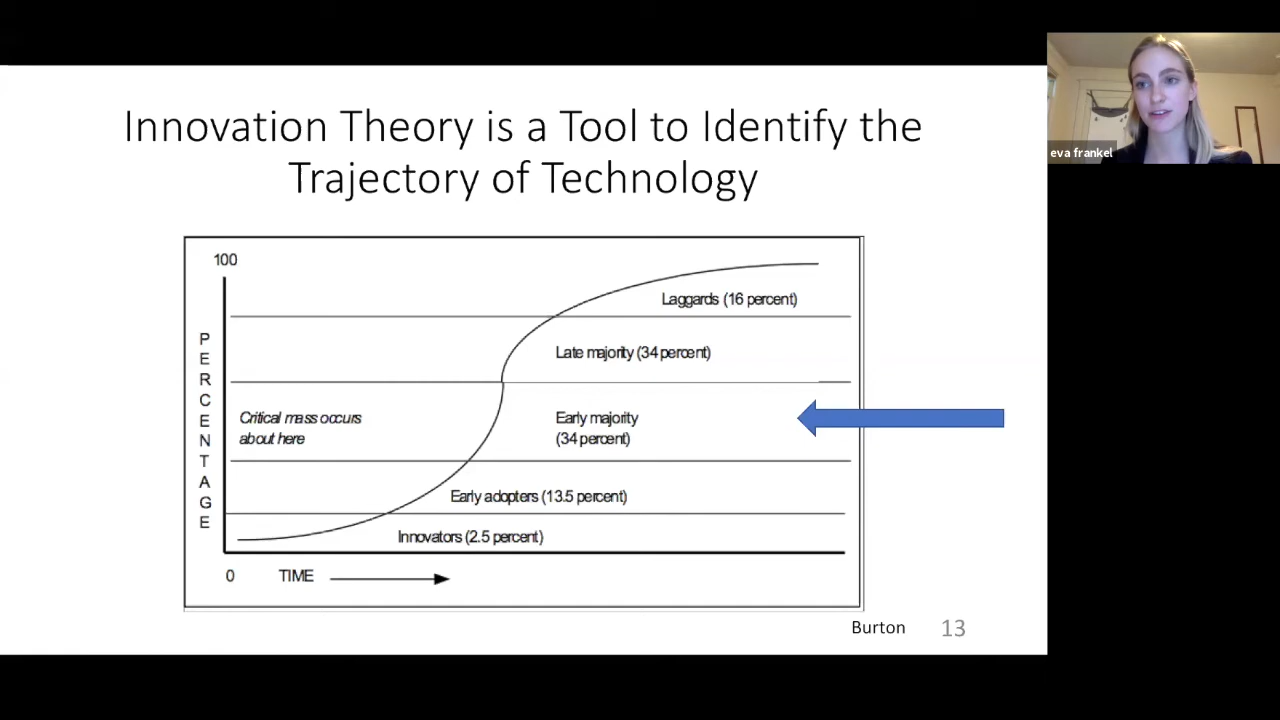 Innovation Theory is a Tool to Identify the
Trajectory of Technology
eva frankel
100
Laggards (16 percent)
Late majority (34 percent)
PERCENTAGE
Critical mass occurs
about here
Early majority
(34 percent)
Early adopters (13.5 percent)
Innovators (2.5 percent)
0 TIME
Burton 13